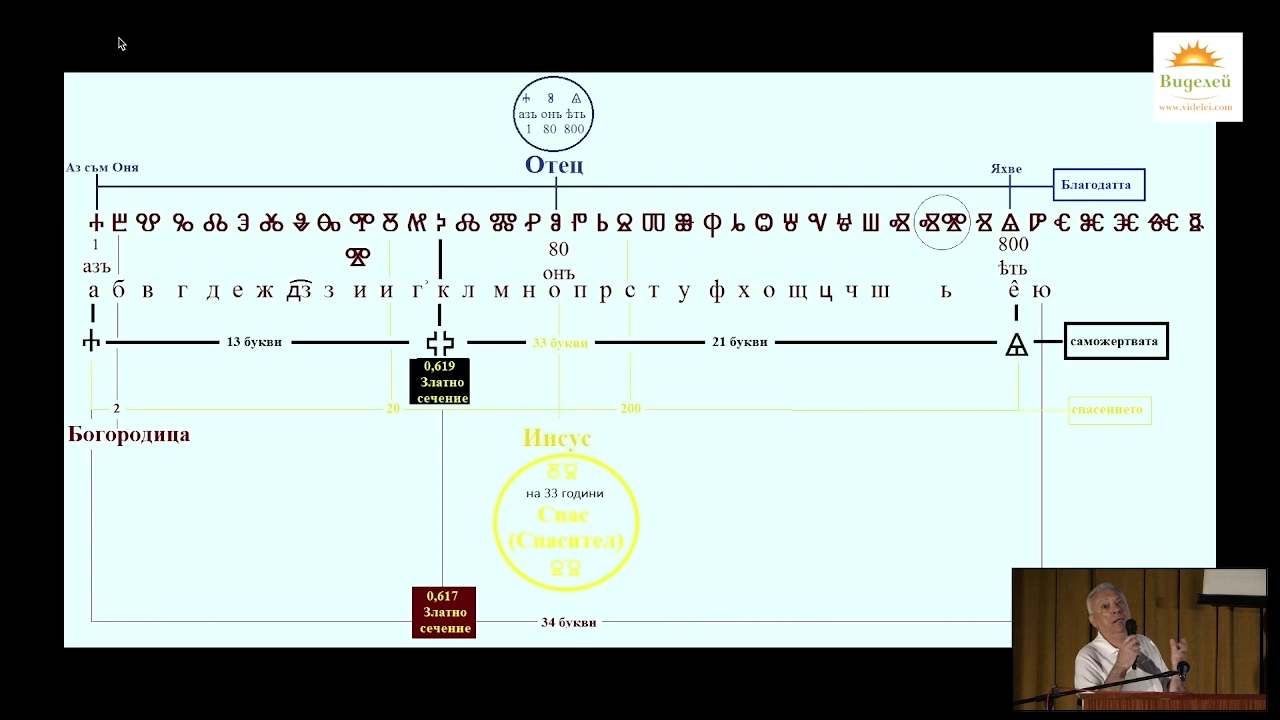 Виделей
www.videlei.com
азъ онъ ѣть
1 80 800
Отец
Аз съм Оня
Яхве
Благодатта
1
80
800
азъ
онъ
ѣть
а б в г д е ж з и и г к л м н о п р с т у ф х о щ ц ч ш ь ê ю
13 букви
33 букви
21 букви
саможертвата
0,619
Златно
сечение
2
20
200
спасението
Богородица
Иисус
на 33 години
Спас
(Спасител)
0,617
Златно
сечение
34 букви